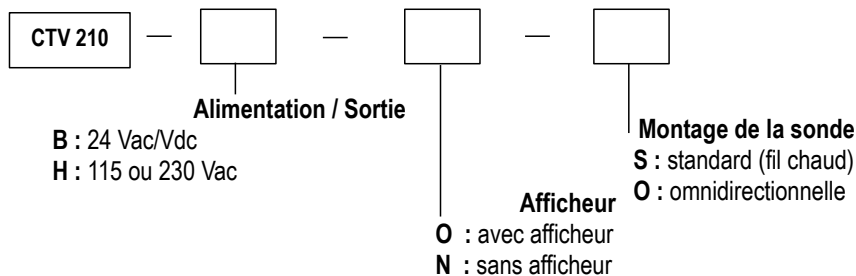 CTV 210 — — —
Alimentation / Sortie
B : 24 Vac/Vdc
H : 115 ou 230 Vac
Afficheur
O : avec afficheur
N : sans afficheur
Montage de la sonde
S : standard (fil chaud)
O : omnidirectionnelle